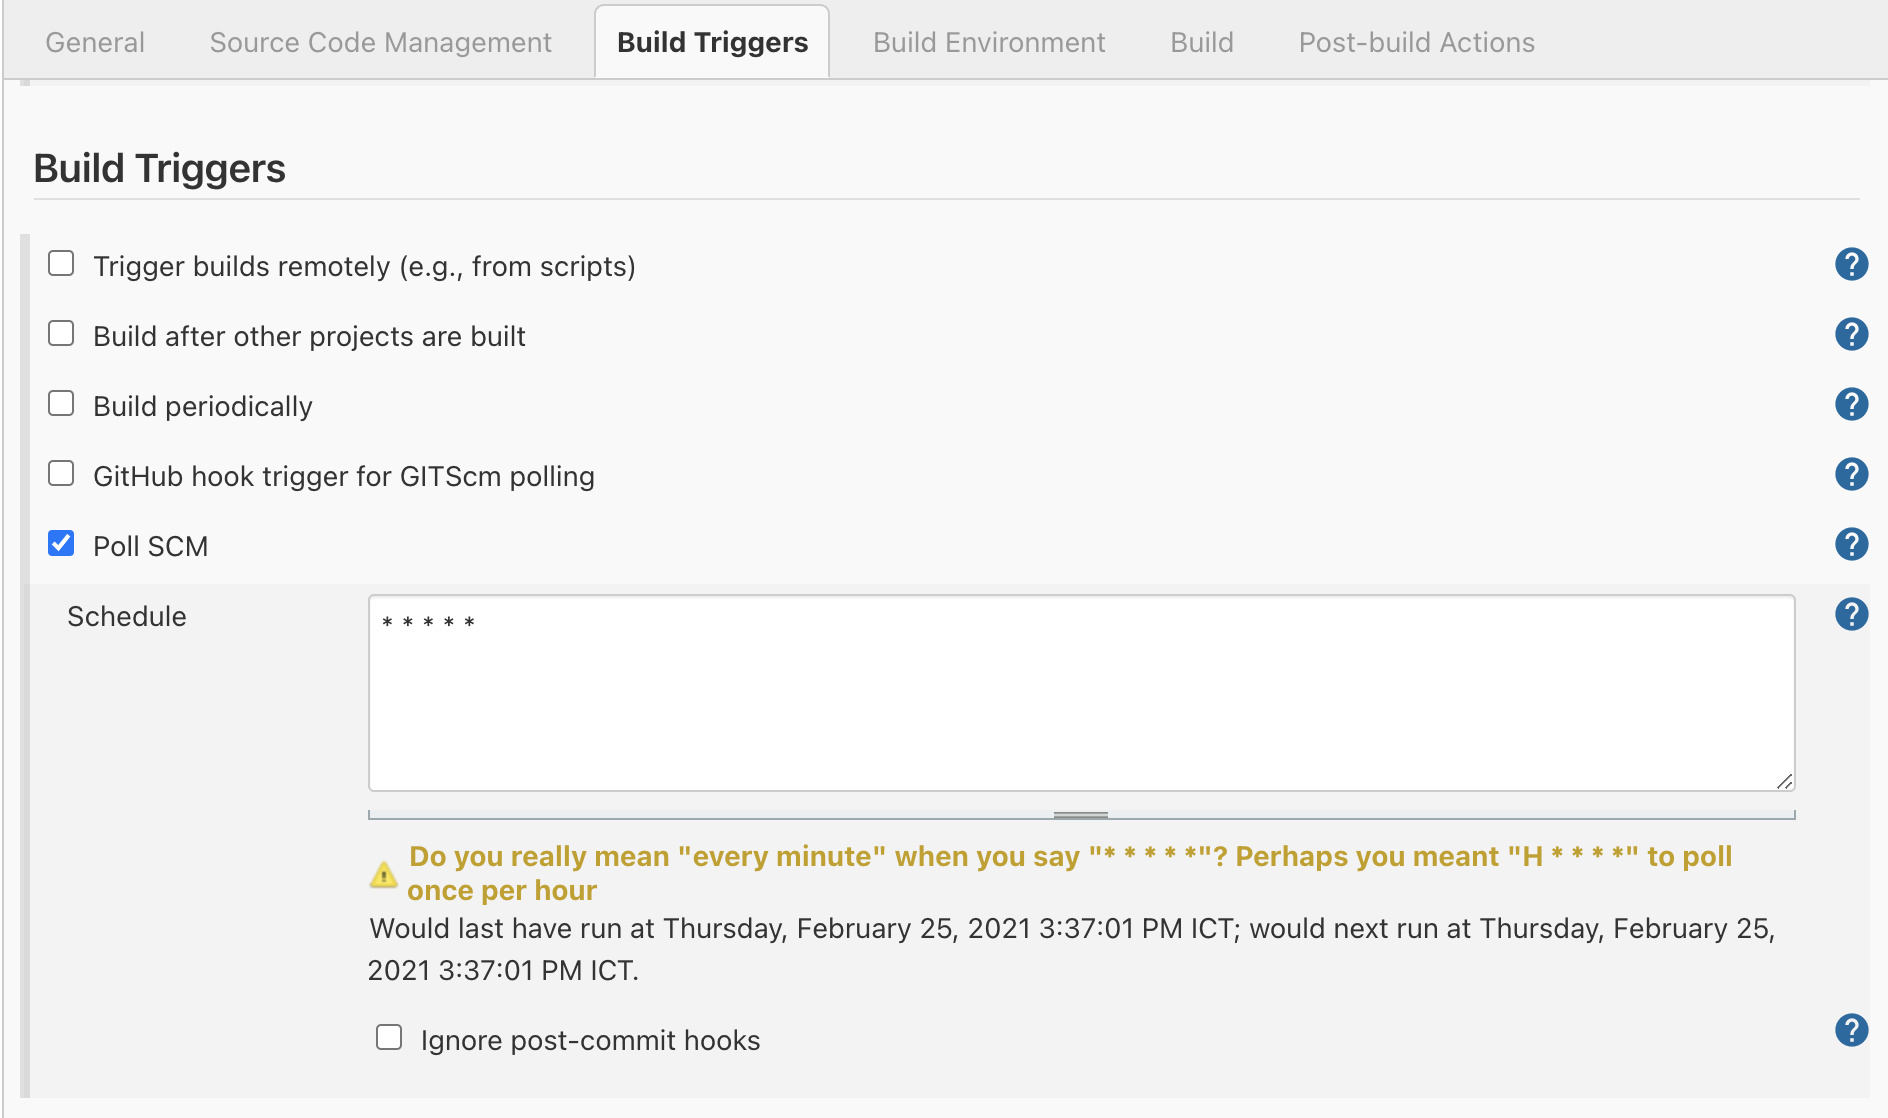 General Source Code Management Build Triggers Build Environment Build Post-build Actions
Build Triggers
Trigger builds remotely (e.g., from scripts)
Build after other projects are built
Build periodically
GitHub hook trigger for GITScm polling
Poll SCM
Schedule
* * * * *
Do you really mean "every minute" when you say "* * * * *"? Perhaps you meant "H * * * *" to poll
once per hour
Would last have run at Thursday, February 25, 2021 3:37:01 PM ICT; would next run at Thursday, February 25,
2021 3:37:01 PM ICT.
Ignore post-commit hooks